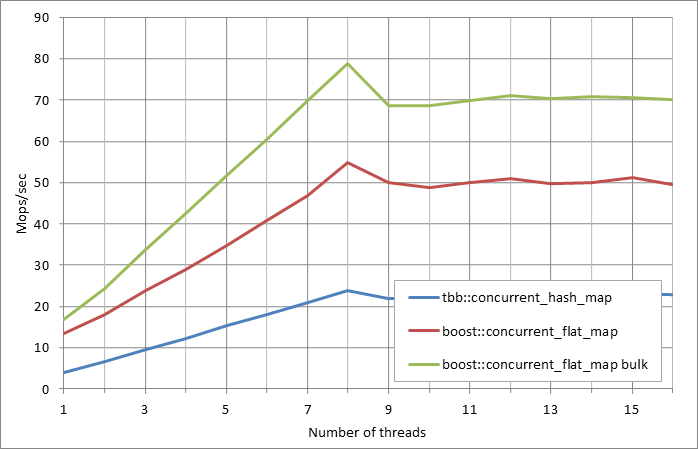 90
80
70
60
50
40
30
20
10
0
Mops/sec
tbb::concurrent_hash_map
boost::concurrent_flat_map
boost::concurrent_flat_map bulk
1 3 5 7 9 11 13 15
Number of threads